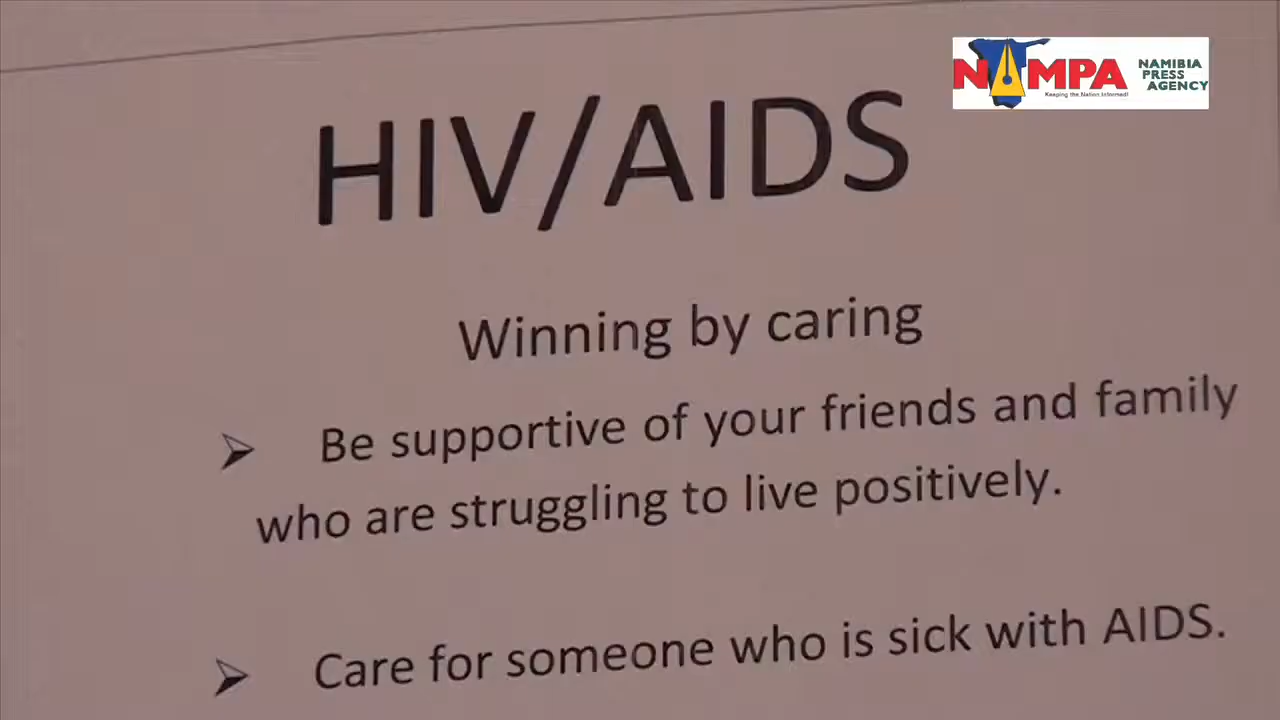 NAMPA
Keeping the Nation Informed!
NAMIBIA
PRESS
AGENCY
HIV/AIDS
Winning by caring
Be supportive of your friends and family
who are struggling to live positively.
Care for someone who is sick with AIDS.